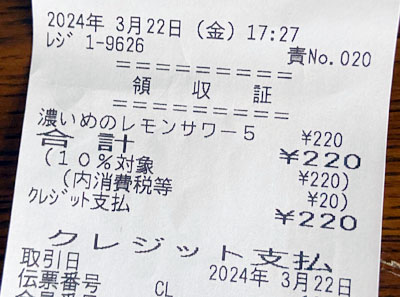 2024年 3月22日 (金) 17:27
レジ 1-9626 責No.020
=========
領 収 証
=========
濃いめのレモンサワー5 ¥220
合 計 ¥220
(10%対象 ¥220)
(内消費税等 ¥20)
クレジット支払 ¥220
クレジット支払
取引日 2024年 3月22日
伝票番号 CL